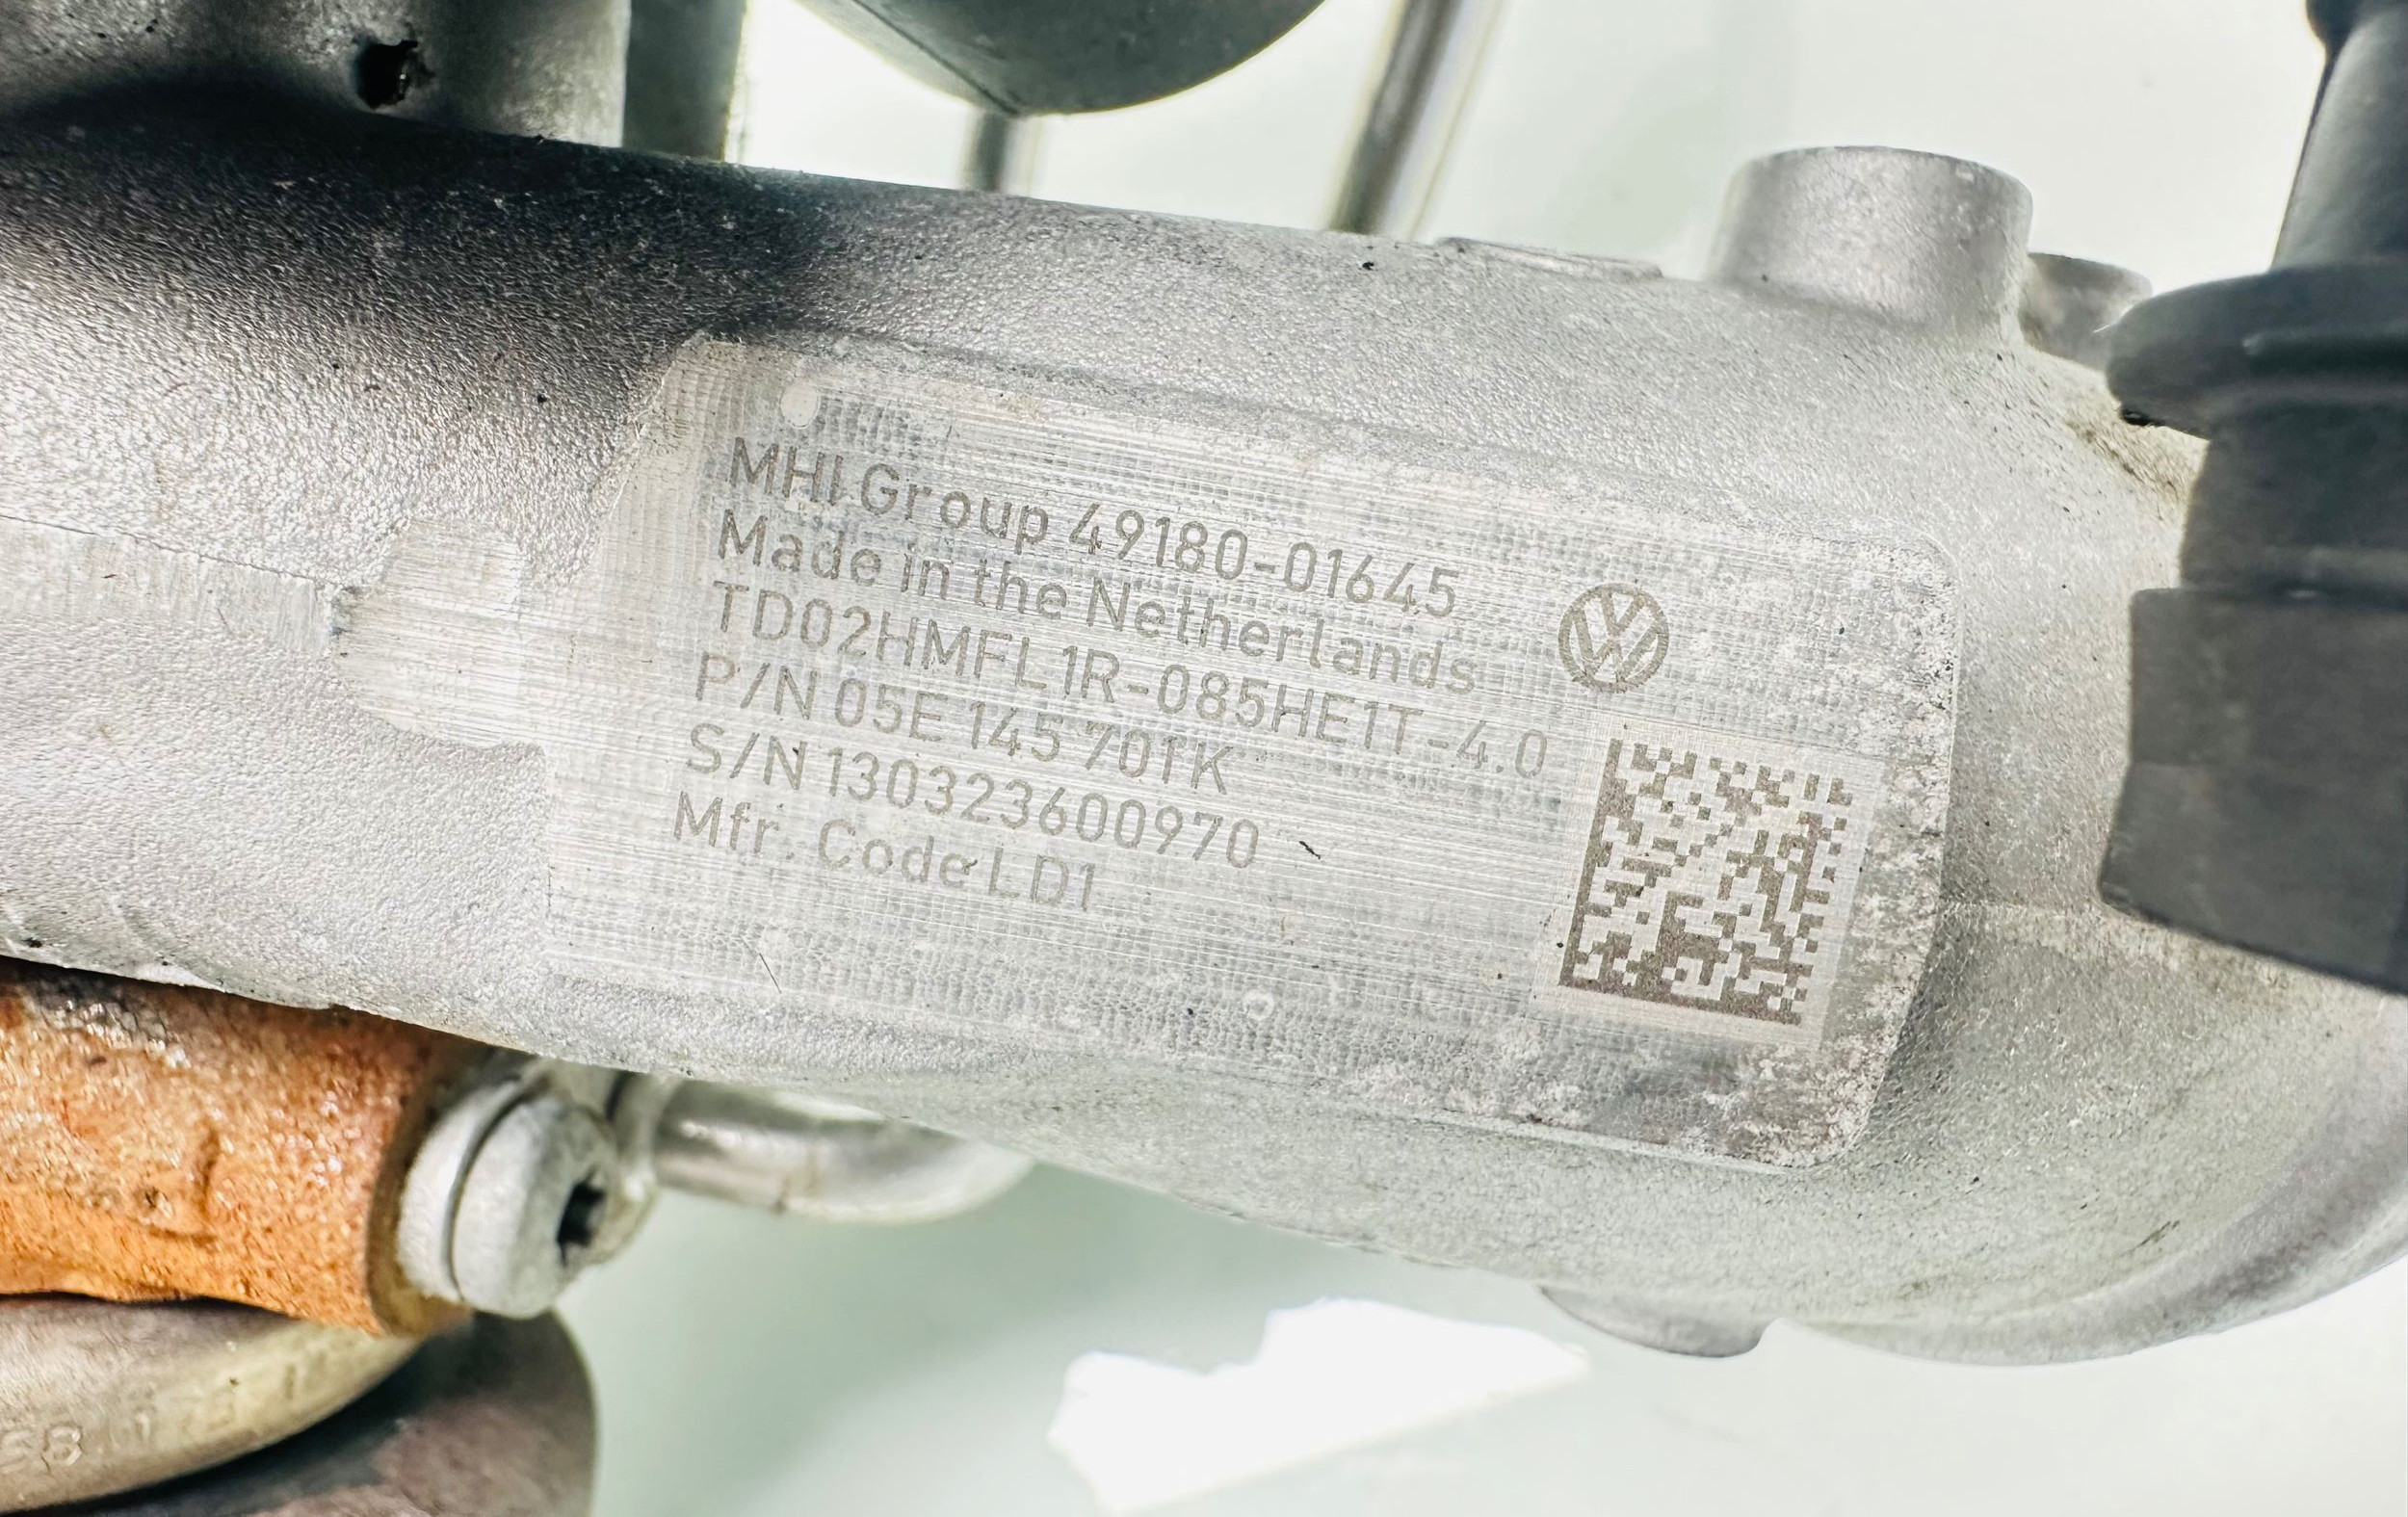 MHI Group 49180-01645
Made in the Netherlands
TD02HMFL1R-085HE1T-4.0
P/N 05E 145 701K
S/N 130323600970
Mfr. Code LD1